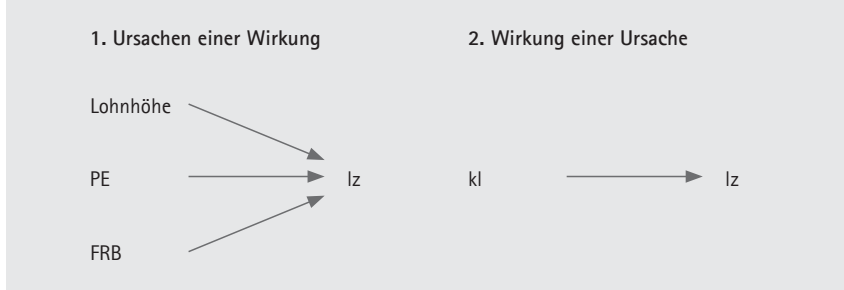 1. Ursachen einer Wirkung
2. Wirkung einer Ursache
Lohnhöhe
PE
lz
kl
lz
FRB